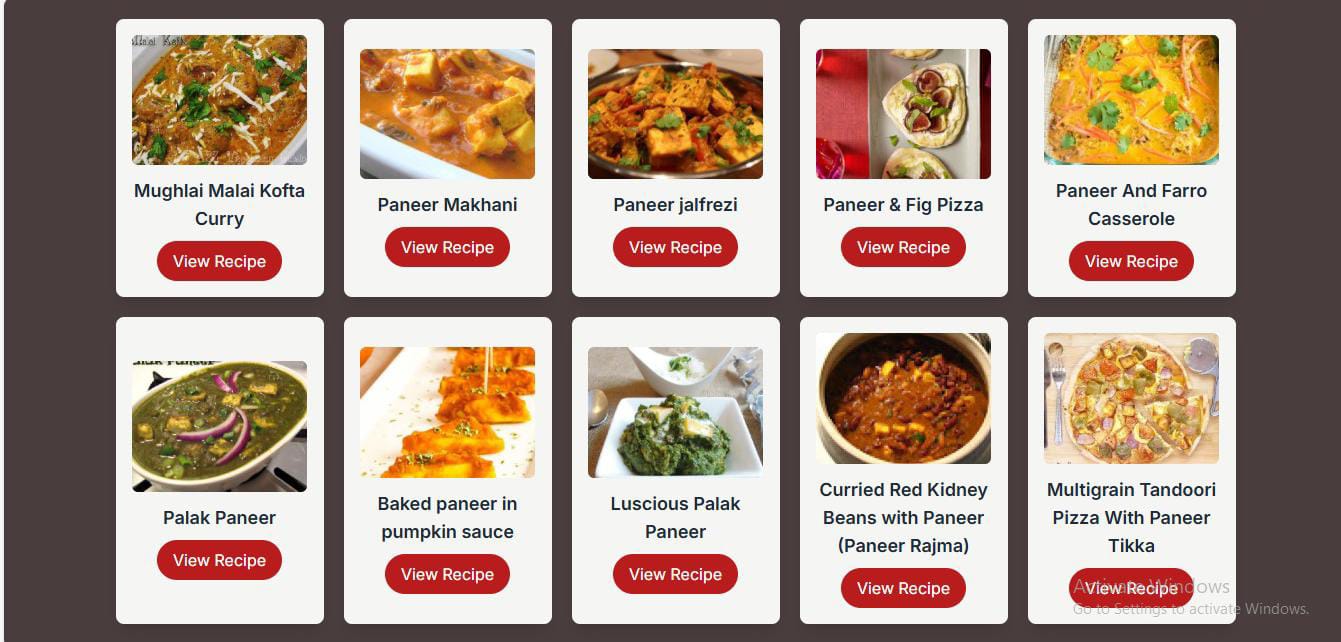 Mughlai Malai Kofta
Curry
View Recipe
Paneer Makhani
View Recipe
Paneer jalfrezi
View Recipe
Paneer & Fig Pizza
View Recipe
Paneer And Farro
Casserole
View Recipe
Palak Paneer
View Recipe
Baked paneer in
pumpkin sauce
View Recipe
Luscious Palak
Paneer
View Recipe
Curried Red Kidney
Beans with Paneer
(Paneer Rajma)
View Recipe
Multigrain Tandoori
Pizza With Paneer
Tikka
View Recipe
Activate Windows
Go to Settings to activate Windows.